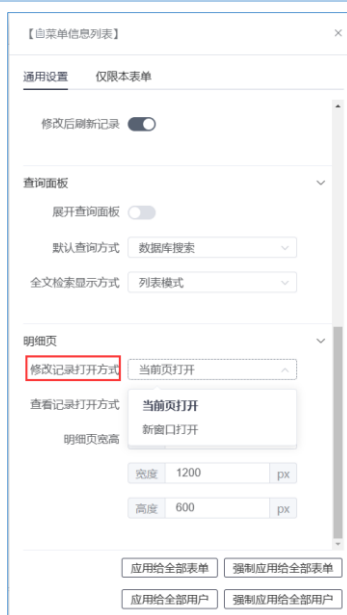 【自菜单信息列表】 ×
通用设置 仅限本表单
修改后刷新记录
查询面板
展开查询面板
默认查询方式 数据库搜索
全文检索显示方式 列表模式
明细页
修改记录打开方式 当前页打开
查看记录打开方式 当前页打开
新窗口打开
明细页宽高
宽度 1200 px
高度 600 px
应用给全部表单 强制应用给全部表单
应用给全部用户 强制应用给全部用户